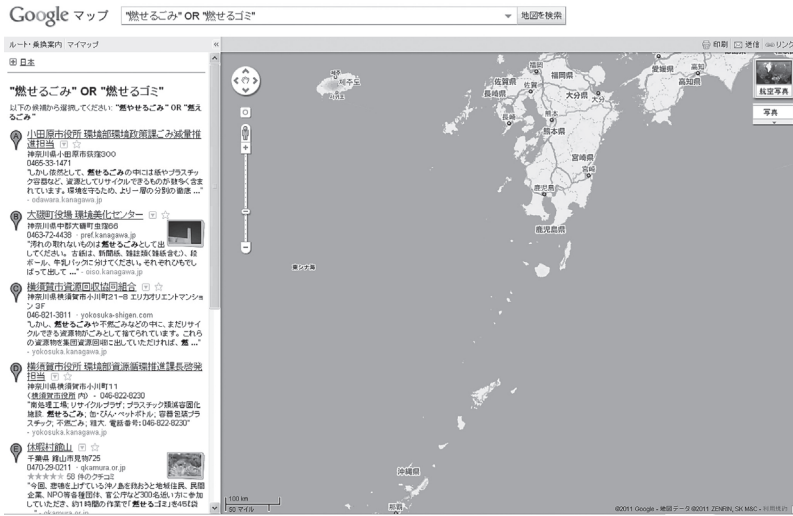 Google マップ
"燃せるごみ" OR "燃せるゴミ"
地図を検索
ルート・乗換案内 マイマップ
印刷 送信 リンク
日本
"燃せるごみ" OR "燃せるゴミ"
以下の候補から選択してください: "燃やせるごみ" OR "燃え
るごみ"
A
小田原市役所 環境部環境政策課ごみ減量推
進担当
神奈川県小田原市荻窪300
0465-33-1471
"しかし依然として、燃せるごみの中には紙やプラスチッ
ク容器など、資源としてリサイクルできるものが数多く含ま
れています。環境を守るため、より一層の分別の徹底 ..."
- odawara.kanagawa.jp
B
大磯町役場 環境美化センター
神奈川県中郡大磯町虫窪66
0463-72-4438 - pref.kanagawa.jp
"汚れの取れないものは燃せるごみとして出
してください。 古紙は、新聞紙、雑誌類(雑紙含む)、段
ボール、牛乳パックに分けてください。それぞれひもでし
ばって出して ..." - oiso.kanagawa.jp
C
横須賀市資源回収協同組合
神奈川県横須賀市小川町21-8 エリカオリエントマンショ
ン 3F
046-821-3811 - yokosuka-shigen.com
"しかし、燃せるごみや不燃ごみなどの中に、まだリサイ
クルできる資源物がごみとして捨てられています。 これら
の資源物を集団資源回収に出していただければ、燃 ..."
- yokosuka.kanagawa.jp
D
横須賀市役所 環境部資源循環推進課長啓発
担当
神奈川県横須賀市小川町11
(横須賀市役所 内) - 046-822-8230
"南処理工場; リサイクルプラザ; プラスチック類減容固化
施設. 燃せるごみ; 缶・びん・ペットボトル; 容器包装プラ
スチック; 不燃ごみ; 粗大. 電話番号:046-822-8230"
- yokosuka.kanagawa.jp
E
休暇村館山
千葉県 館山市見物725
0470-29-0211 - qkamura.or.jp
58 件のクチコミ
"今回、悲鳴を上げている沖ノ島を救おうと地域住民、民間
企業、NPO等各種団体、官公庁など300名近い方に参加
していただき、約1時間の作業で「燃せるゴミ」を45ℓ袋
- qkamura.or.jp
제주도
福岡
福岡県
佐賀県
佐賀
長崎県
長崎
大分県
大分
熊本
熊本県
宮崎県
宮崎
鹿児島
鹿児島県
愛媛県
高知
高知県
東シナ海
沖縄県
那覇
航空写真
写真
100 km
50 マイル
©2011 Google - 地図データ ©2011 ZENRIN, SK M&C - 利用規約